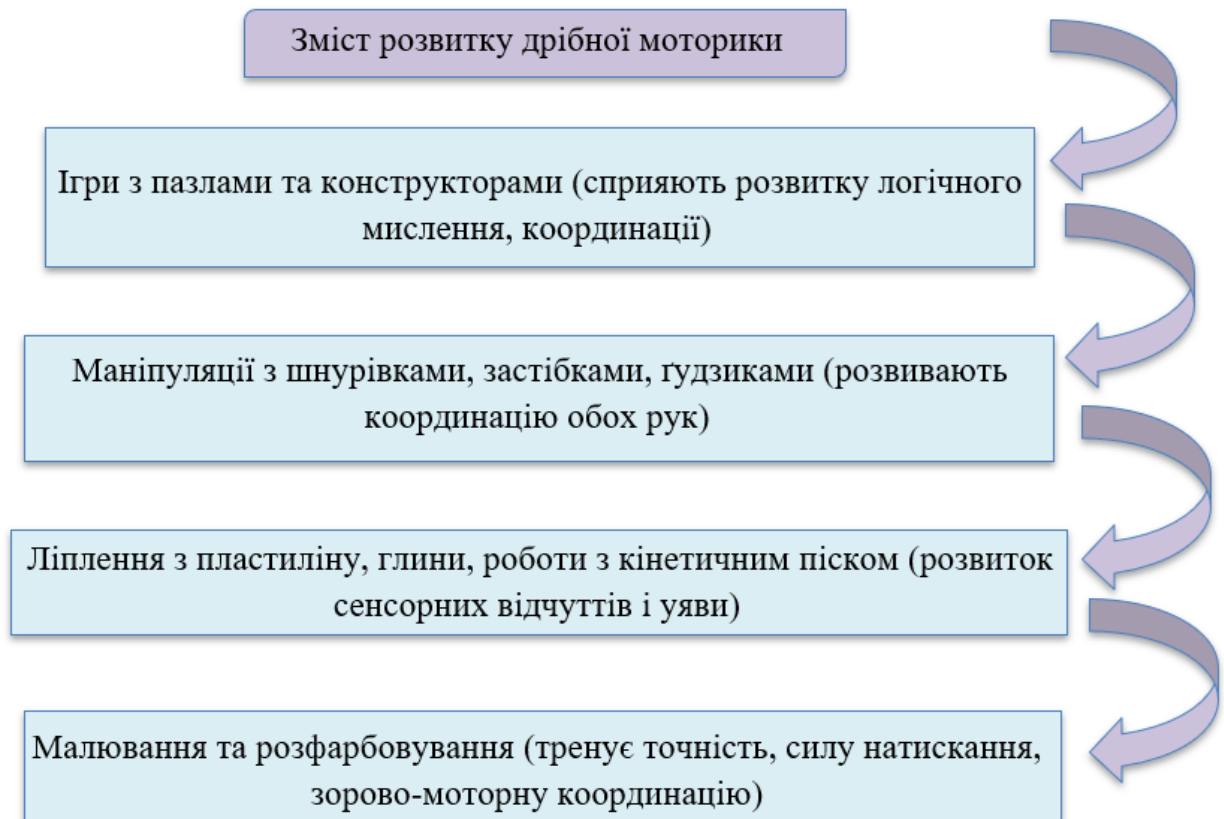 Зміст розвитку дрібної моторики
Ігри з пазлами та конструкторами (сприяють розвитку логічного
мислення, координації)
Маніпуляції з шнурівками, застібками, ґудзиками (розвивають
координацію обох рук)
Ліплення з пластиліну, глини, роботи з кінетичним піском (розвиток
сенсорних відчуттів і уяви)
Малювання та розфарбовування (тренує точність, силу натискання,
зорово-моторну координацію)